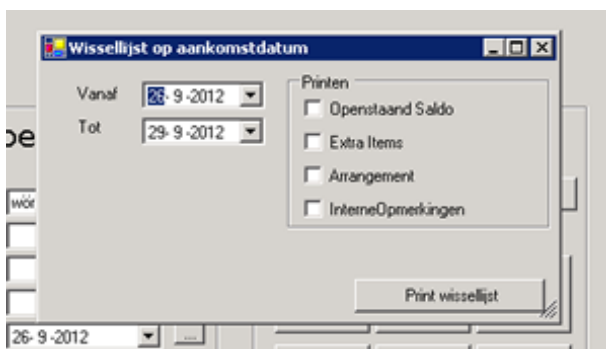 Wissellijst op aankomstdatum
Vanaf 26- 9 -2012
Tot 29- 9 -2012
Printen
Openstaand Saldo
Extra Items
Arrangement
InterneOpmerkingen
Print wissellijst
26- 9 -2012 ...